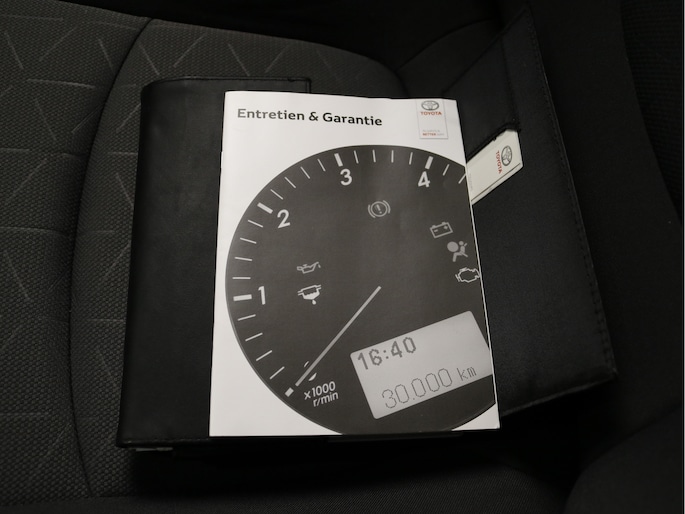 Entretien & Garantie
TOYOTA
TOYOTA
4
3
2
1
16:40
30.000 km
x1000
r/min